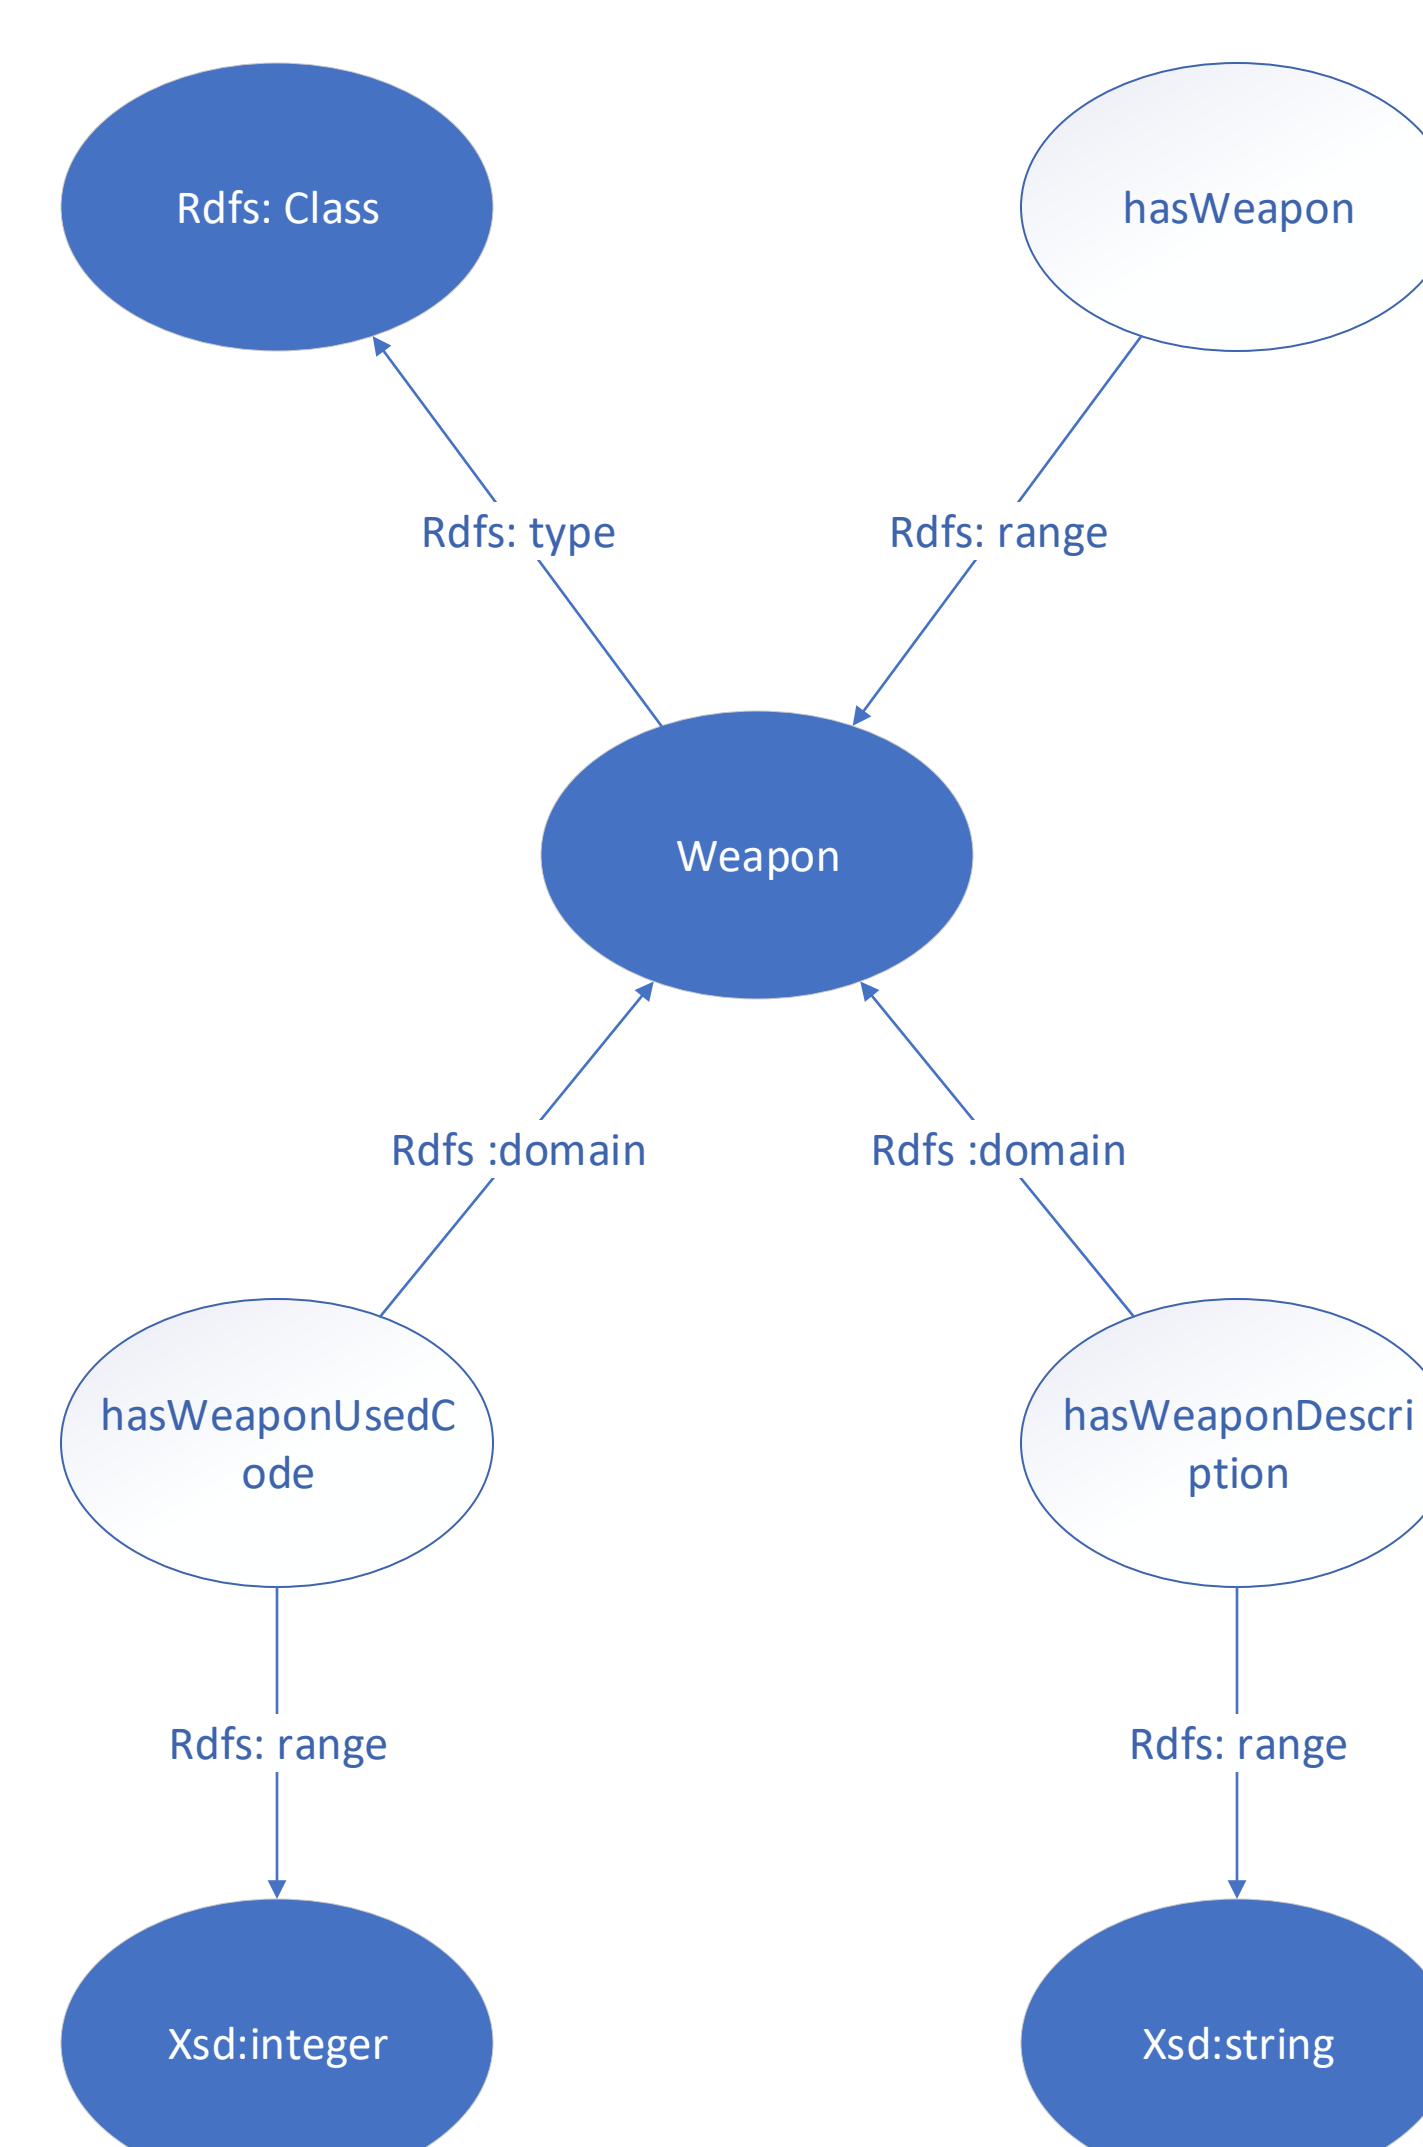 Rdfs: Class
hasWeapon
Rdfs: type
Rdfs: range
Weapon
Rdfs :domain
Rdfs :domain
hasWeaponUsedC
ode
hasWeaponDescri
ption
Rdfs: range
Rdfs: range
Xsd:integer
Xsd:string